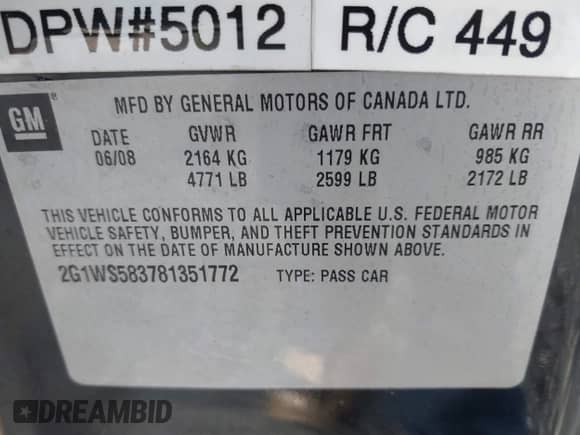 DPW#5012 R/C 449
GM® MFD BY GENERAL MOTORS OF CANADA LTD.
DATE GVWR GAWR FRT GAWR RR
06/08 2164 KG 1179 KG 985 KG
4771 LB 2599 LB 2172 LB
THIS VEHICLE CONFORMS TO ALL APPLICABLE U.S. FEDERAL MOTOR
VEHICLE SAFETY, BUMPER, AND THEFT PREVENTION STANDARDS IN
EFFECT ON THE DATE OF MANUFACTURE SHOWN ABOVE.
2G1WS583781351772 TYPE: PASS CAR
DREAMBID